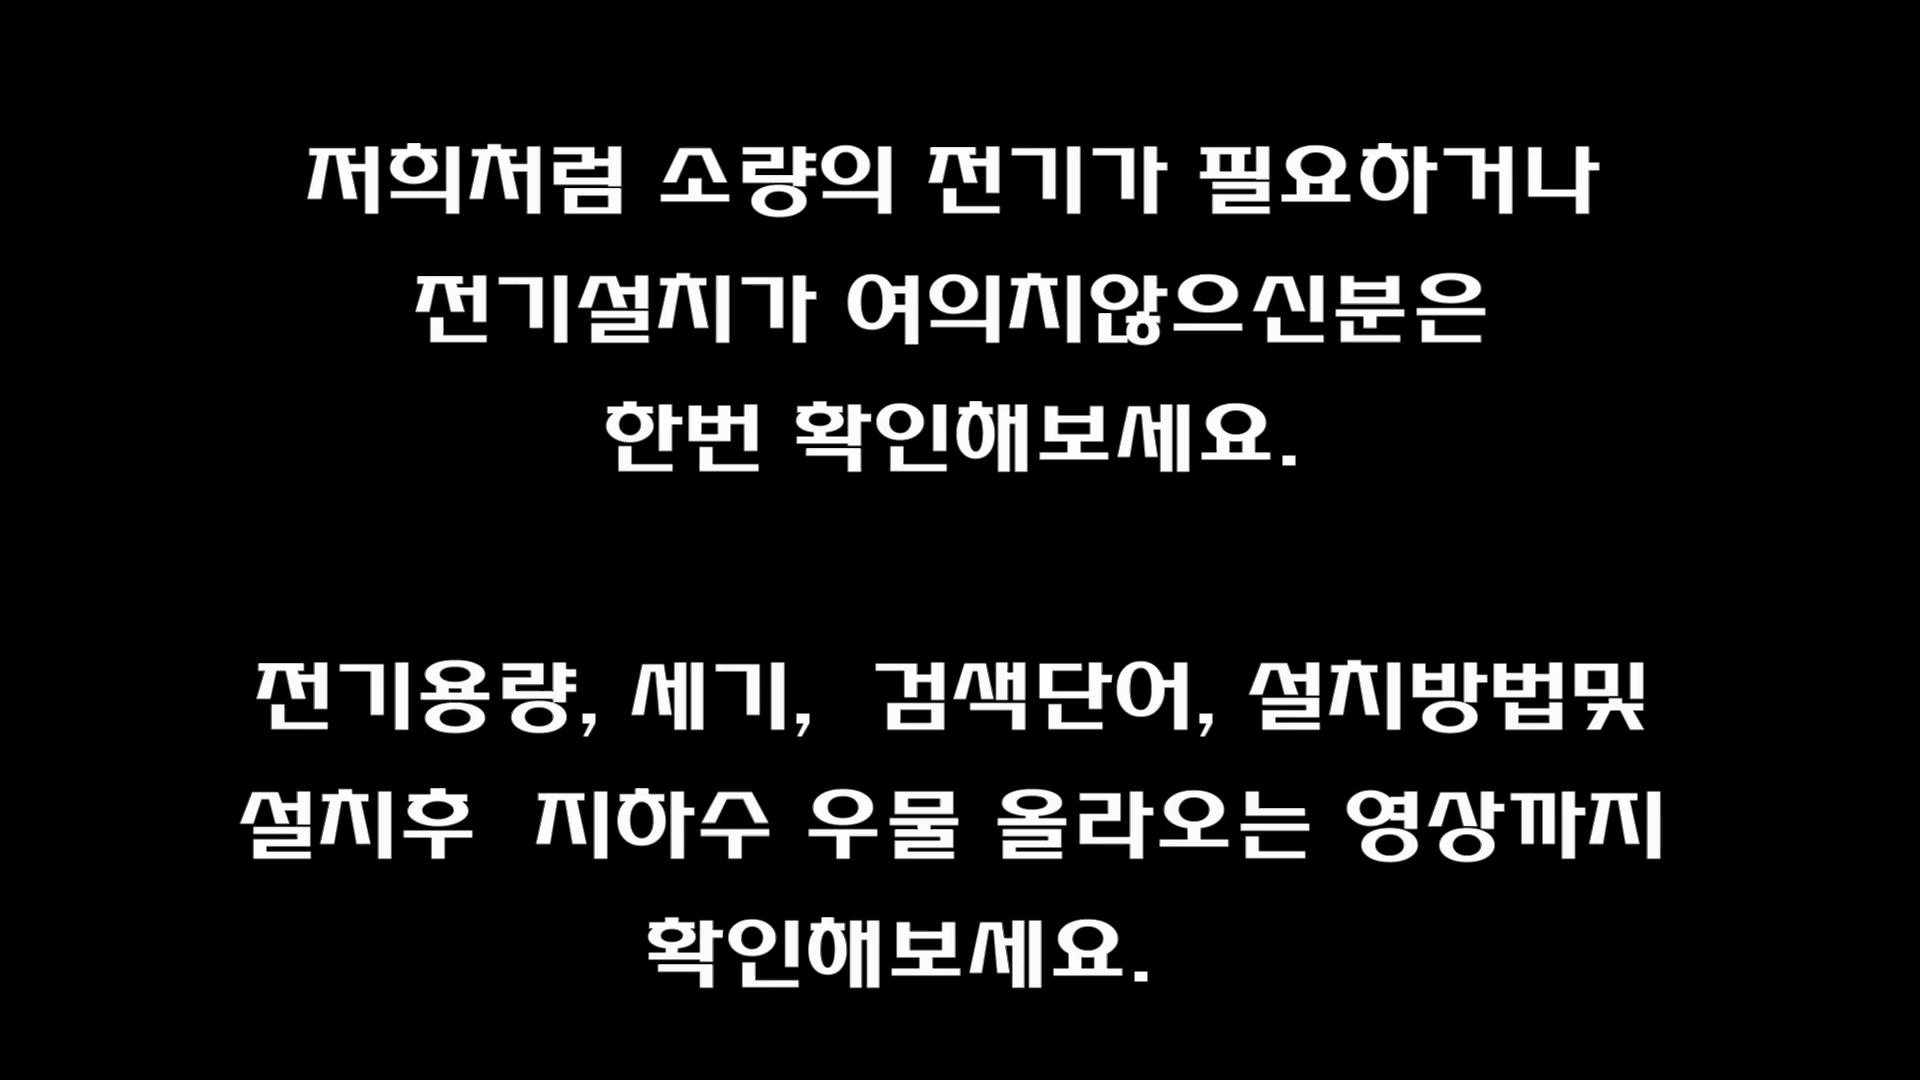 저희처럼 소량의 전기가 필요하거나
전기설치가 여의치않으신분은
한번 확인해보세요.
전기용량, 세기, 검색단어, 설치방법및
설치후 지하수 우물 올라오는 영상까지
확인해보세요.